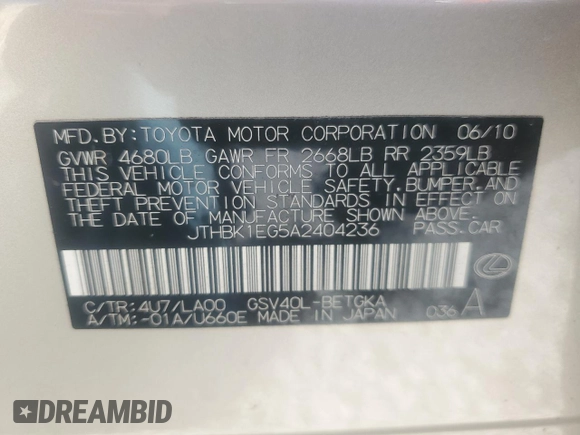 MFD. BY: TOYOTA MOTOR CORPORATION 06/10
GVWR 4680LB GAWR FR 2668LB RR 2359LB
THIS VEHICLE CONFORMS TO ALL APPLICABLE
FEDERAL MOTOR VEHICLE SAFETY, BUMPER, AND
THEFT PREVENTION STANDARDS IN EFFECT ON
THE DATE OF MANUFACTURE SHOWN ABOVE.
JTHBK1EG5A2404236 PASS. CAR
C/TR: 4U7/LA00 GSV40L-BETGKA
A/TM: -01A/U660E MADE IN JAPAN 036 A
DREAMBID